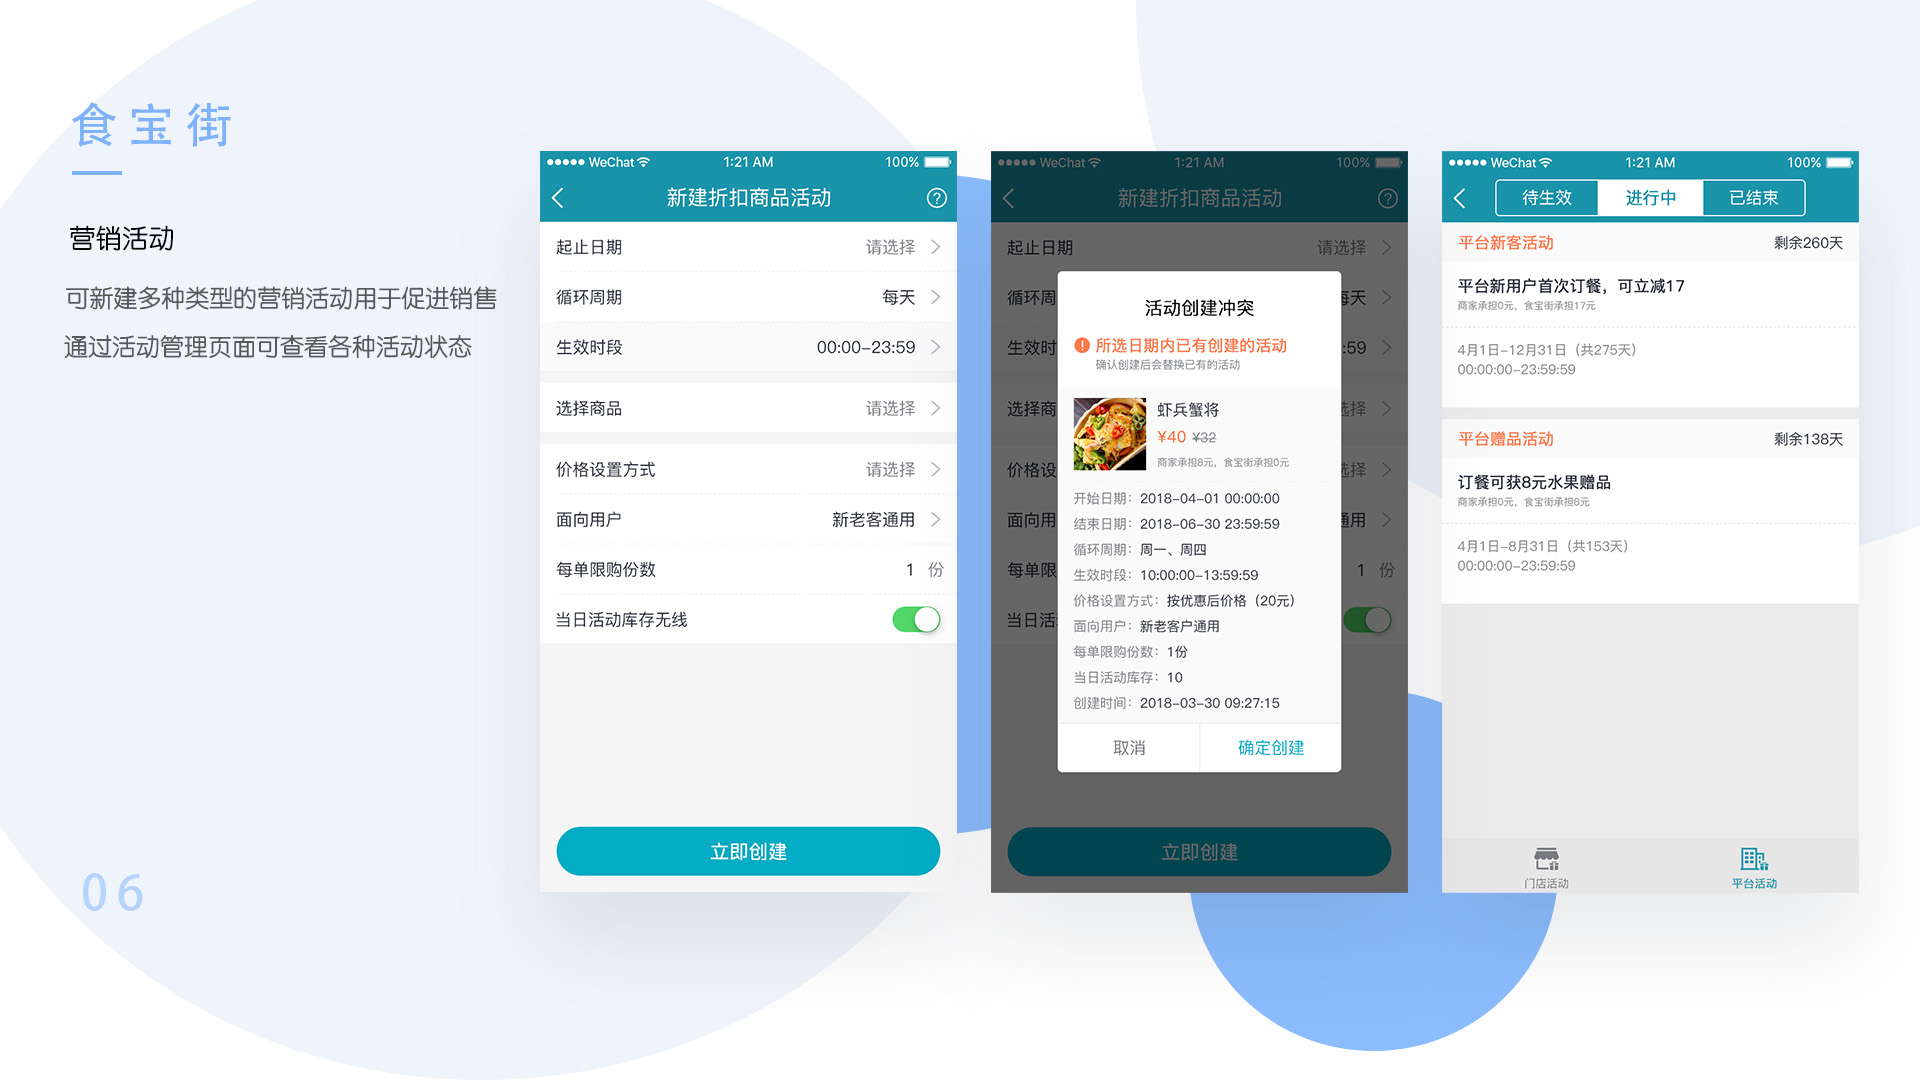 食宝街
营销活动
可新建多种类型的营销活动用于促进销售
通过活动管理页面可查看各种活动状态
06
WeChat 1:21 AM 100%
新建折扣商品活动
起止日期 请选择
循环周期 每天
生效时段 00:00-23:59
选择商品 请选择
价格设置方式 请选择
面向用户 新老客通用
每单限购份数 1 份
当日活动库存无线
立即创建
WeChat 1:21 AM 100%
新建折扣商品活动
起止日期 请选择
循环周 每天
生效时 :59
选择商 选择
价格设 选择
面向用 通用
每单限 1 份
当日活
活动创建冲突
所选日期内已有创建的活动
确认创建后会替换已有的活动
虾兵蟹将
¥40 ¥32
商家承担8元，食宝街承担0元
开始日期：2018-04-01 00:00:00
结束日期：2018-06-30 23:59:59
循环周期：周一、周四
生效时段：10:00:00-13:59:59
价格设置方式：按优惠后价格（20元）
面向用户：新老客户通用
每单限购份数：1份
当日活动库存：10
创建时间：2018-03-30 09:27:15
取消 确定创建
立即创建
WeChat 1:21 AM 100%
待生效 进行中 已结束
平台新客活动 剩余260天
平台新用户首次订餐，可立减17
商家承担0元，食宝街承担17元
4月1日-12月31日（共275天）
00:00:00-23:59:59
平台赠品活动 剩余138天
订餐可获8元水果赠品
商家承担0元，食宝街承担8元
4月1日-8月31日（共153天）
00:00:00-23:59:59
门店活动 平台活动